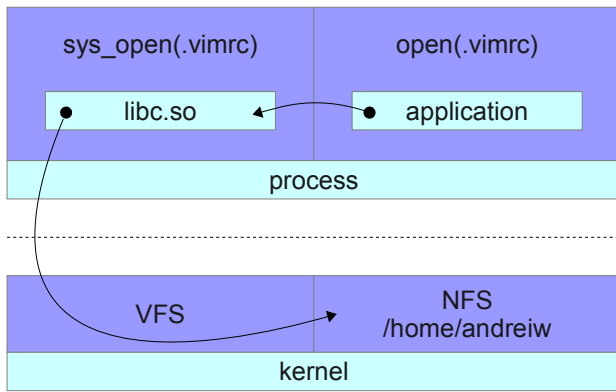 sys_open(.vimrc)
open(.vimrc)
libc.so
application
process
VFS
NFS
/home/andreiw
kernel